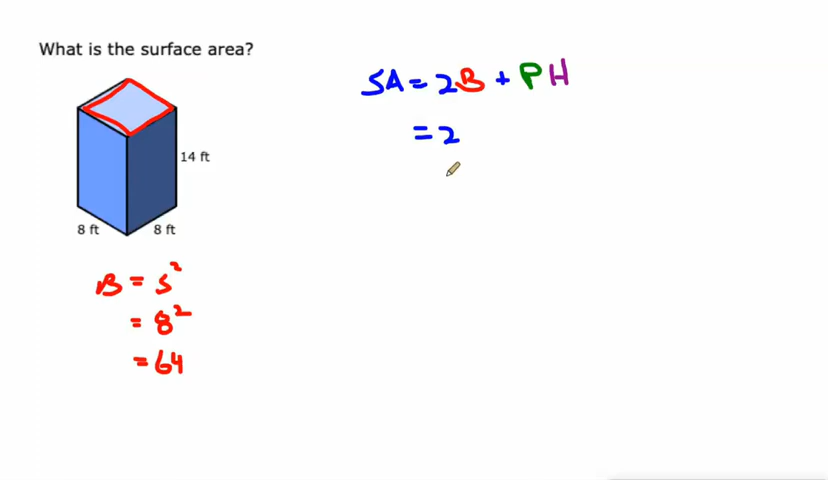 What is the surface area?
SA = 2B + PH
= 2
14 ft
8 ft 8 ft
B = s²
= 8²
= 64